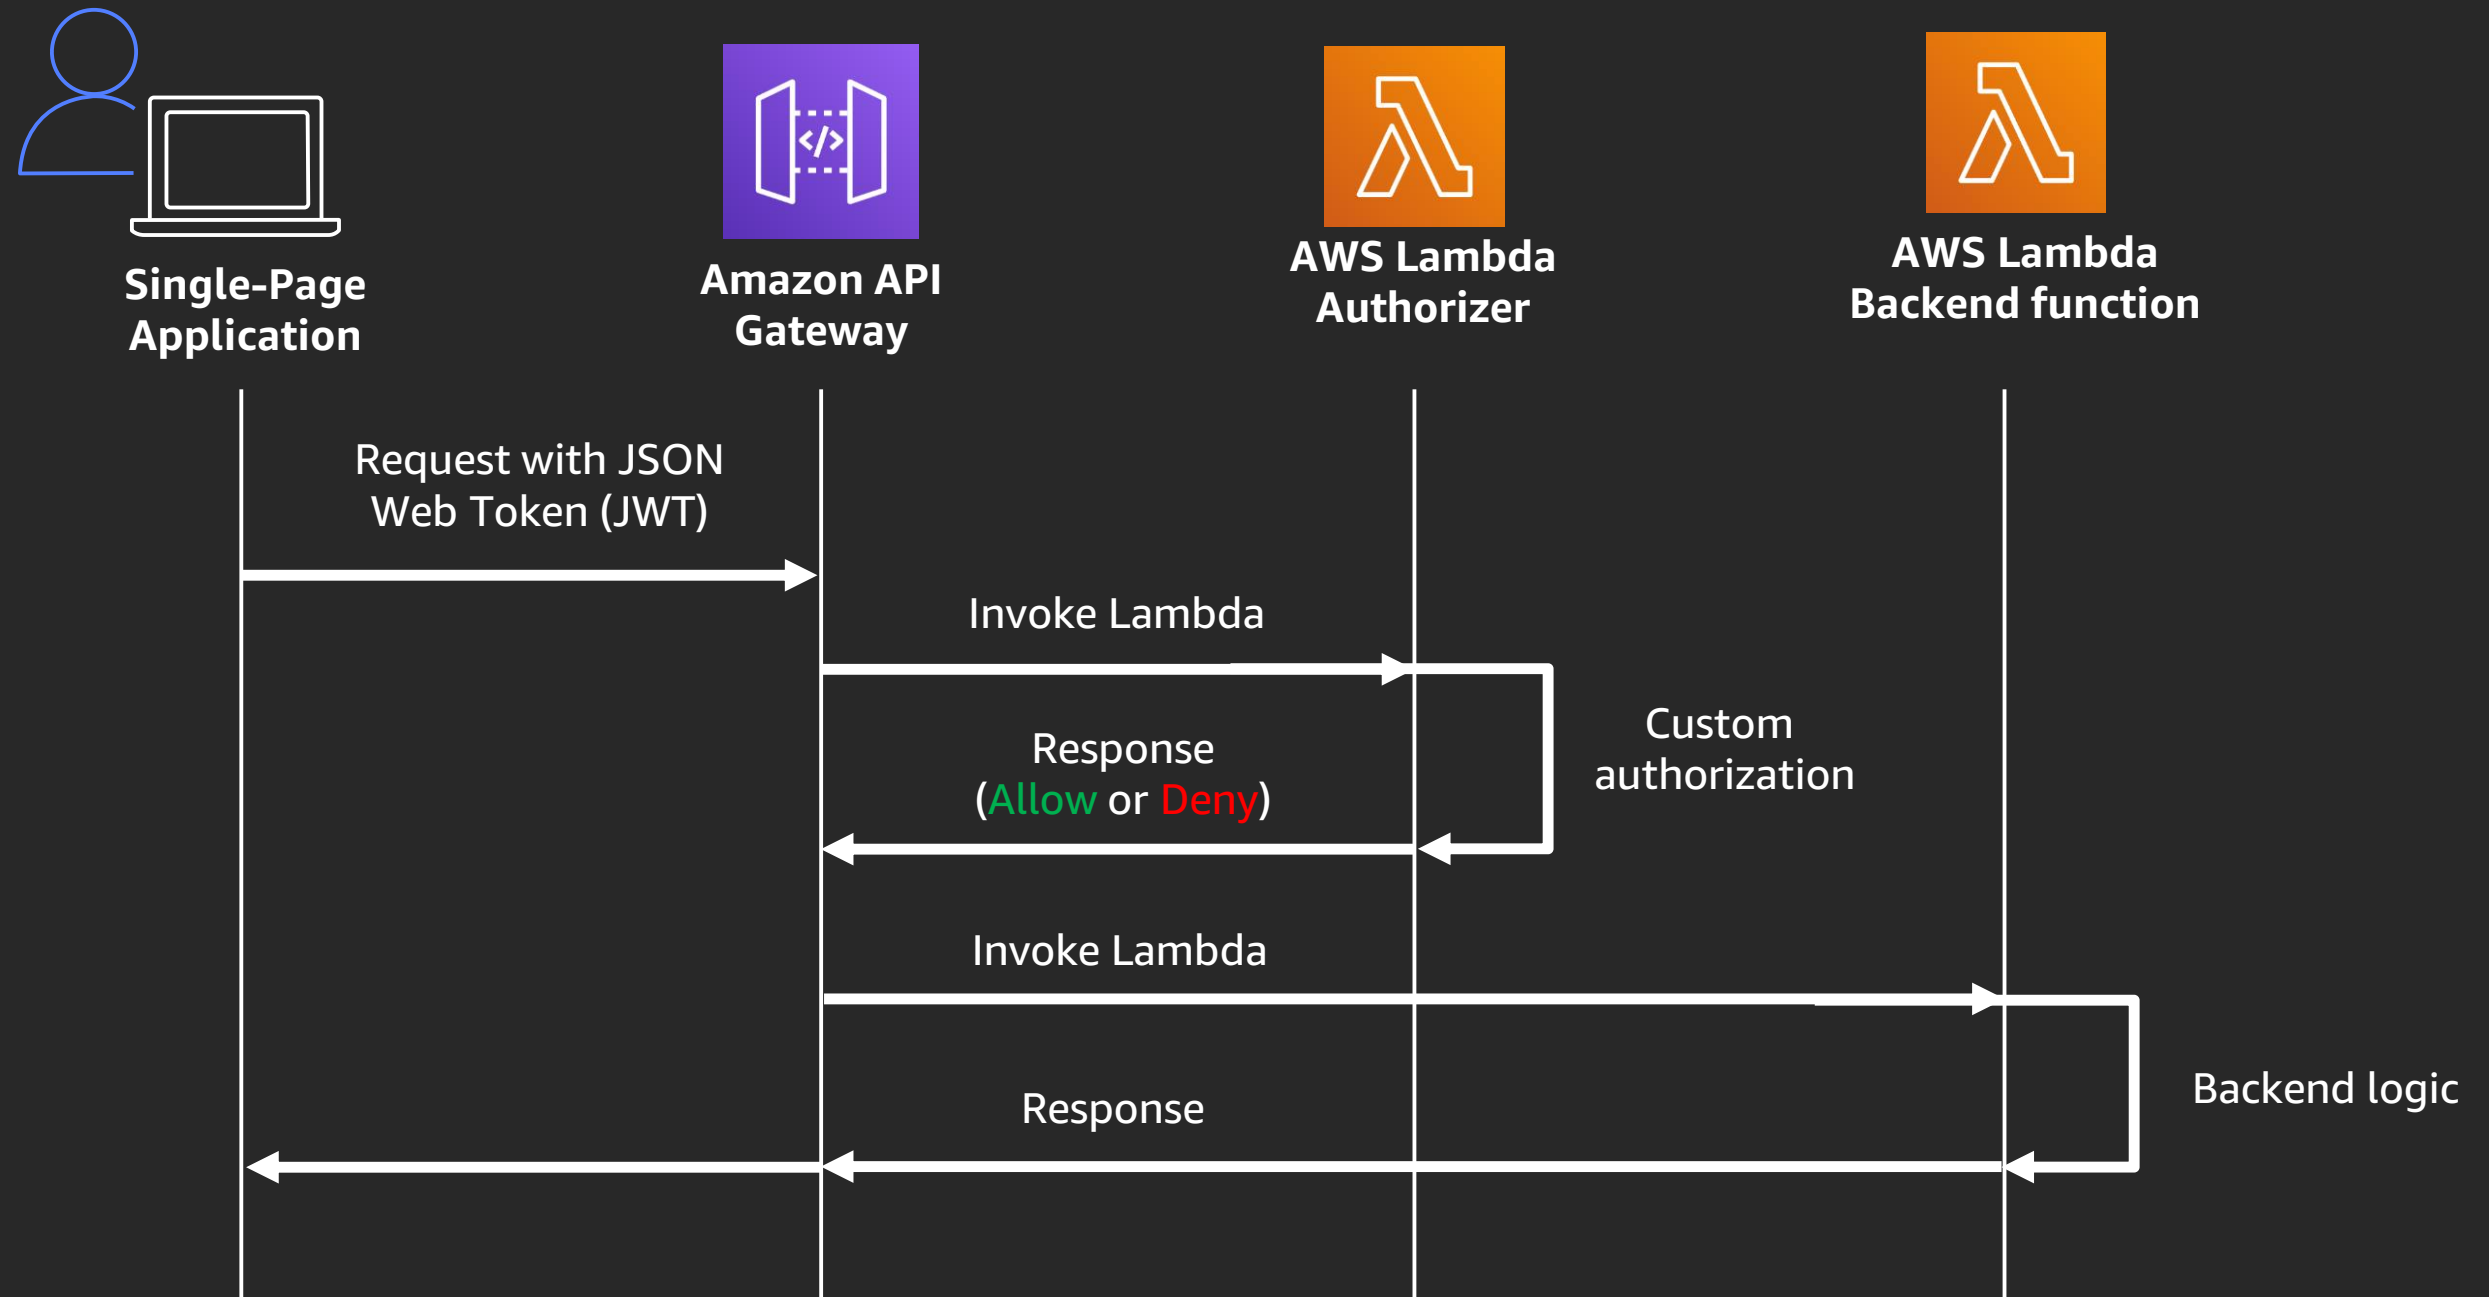 Single-Page
Application
Amazon API
Gateway
AWS Lambda
Authorizer
AWS Lambda
Backend function
Request with JSON
Web Token (JWT)
Invoke Lambda
Response
(Allow or Deny)
Custom
authorization
Invoke Lambda
Response
Backend logic